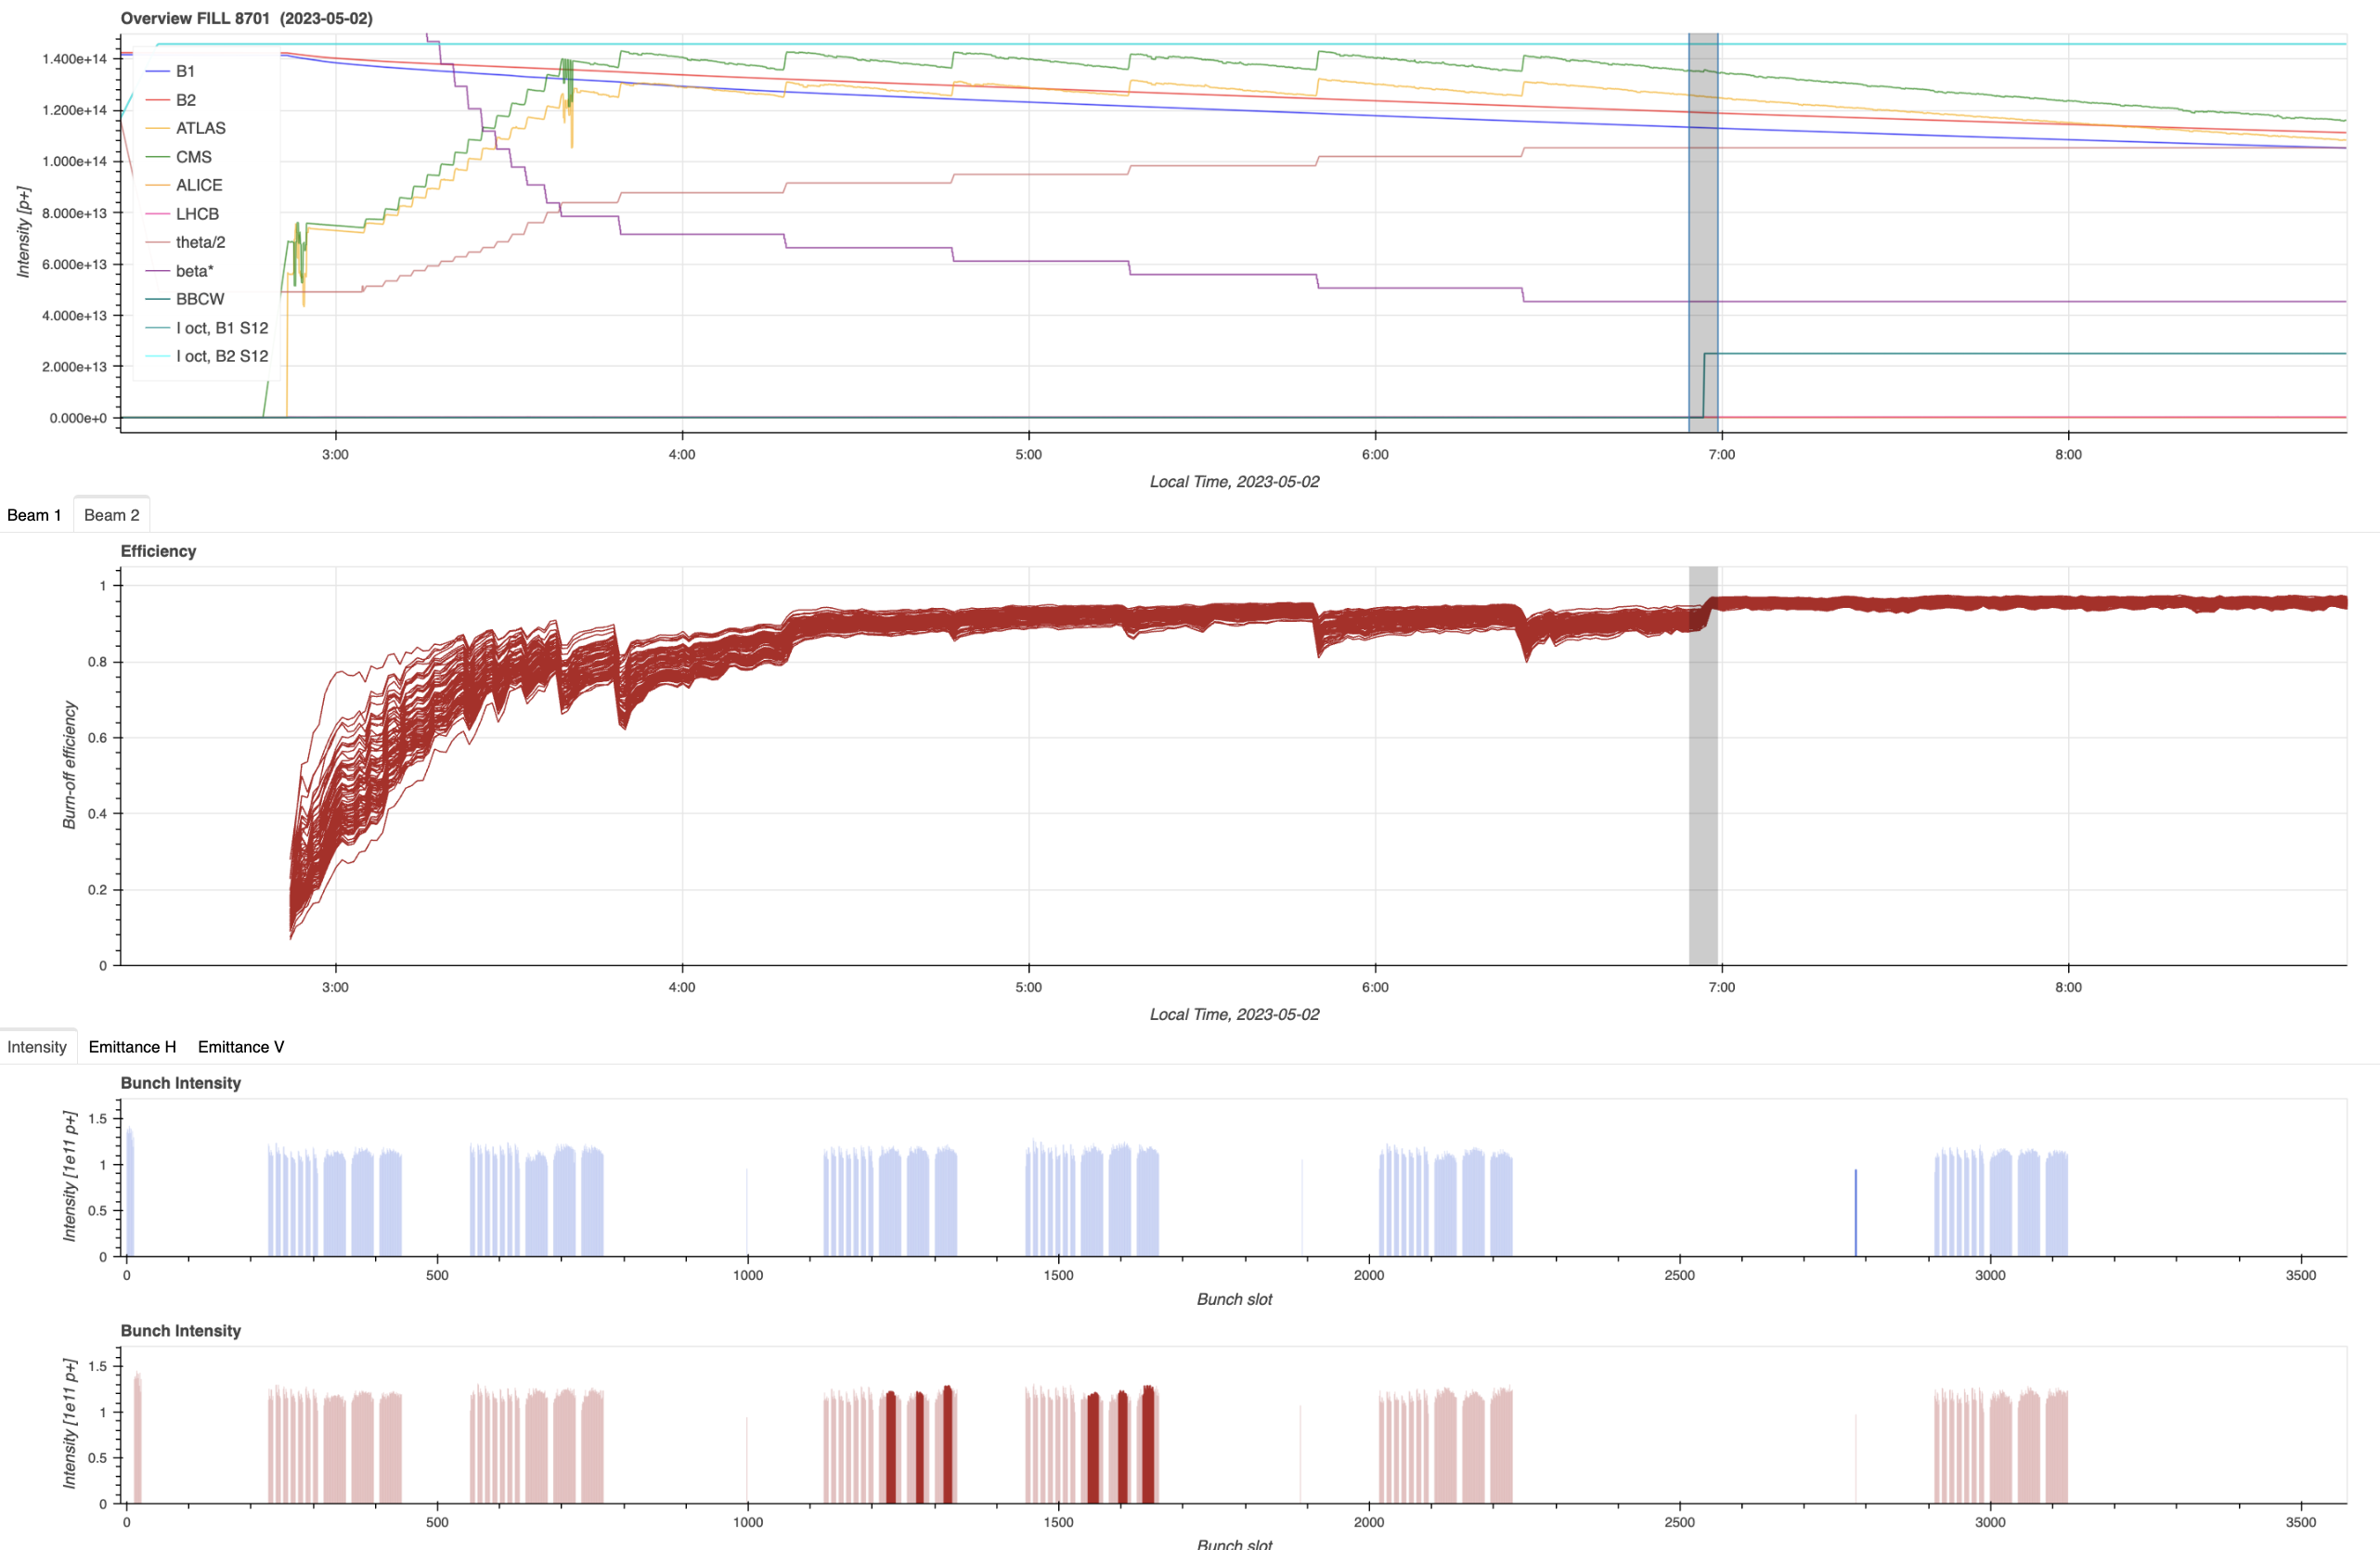 Overview FILL 8701 (2023-05-02)
Intensity [p+]
1.400e+14
1.200e+14
1.000e+14
8.000e+13
6.000e+13
4.000e+13
2.000e+13
0.000e+0
B1
B2
ATLAS
CMS
ALICE
LHCB
theta/2
beta*
BBCW
I oct, B1 S12
I oct, B2 S12
3:00 4:00 5:00 6:00 7:00 8:00
Local Time, 2023-05-02
Beam 1 Beam 2
Efficiency
Burn-off efficiency
1
0.8
0.6
0.4
0.2
0
3:00 4:00 5:00 6:00 7:00 8:00
Local Time, 2023-05-02
Intensity Emittance H Emittance V
Bunch Intensity
Intensity [1e11 p+]
1.5
1
0.5
0
0 500 1000 1500 2000 2500 3000 3500
Bunch slot
Bunch Intensity
Intensity [1e11 p+]
1.5
1
0.5
0
0 500 1000 1500 2000 2500 3000 3500
Bunch slot